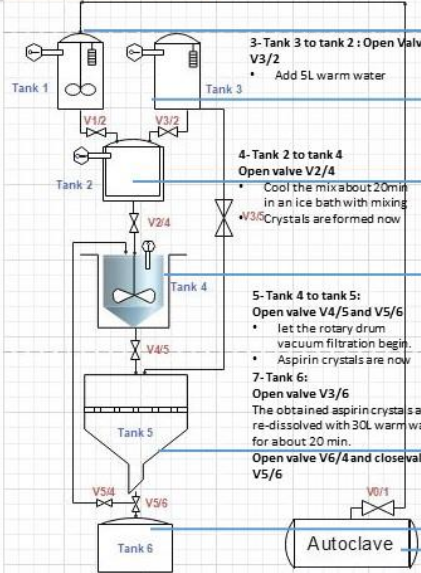 3-Tank 3 to tank 2 : Open Valv
V3/2
• Add 5L warm water
Tank 1
Tank 3
V1/2
V3/2
4-Tank 2 to tank 4
Open valve V2/4
• Cool the mix about 20min
in an ice bath with mixing
• Crystals are formed now
Tank 2
V2/4
V3/5
Tank 4
5-Tank 4 to tank 5:
Open valve V4/5 and V5/6
• let the rotary drum
vacuum filtration begin.
• Aspirin crystals are now
V4/5
7-Tank 6:
Open valve V3/6
The obtained aspirin crystals a
re-dissolved with 30L warm wa
for about 20 min.
Open valve V6/4 and close val
V5/6
Tank 5
V5/4
V5/6
V0/1
Tank 6
Autoclave